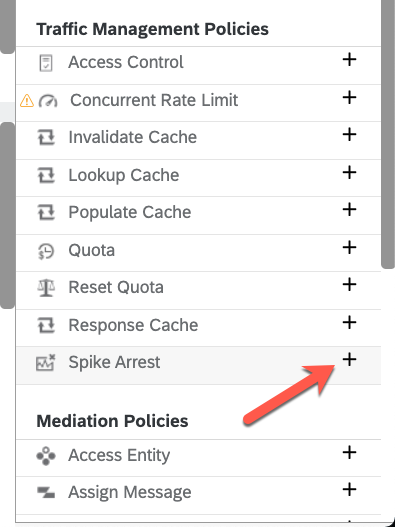 Traffic Management Policies
Access Control
Concurrent Rate Limit
Invalidate Cache
Lookup Cache
Populate Cache
Quota
Reset Quota
Response Cache
Spike Arrest
Mediation Policies
Access Entity
Assign Message